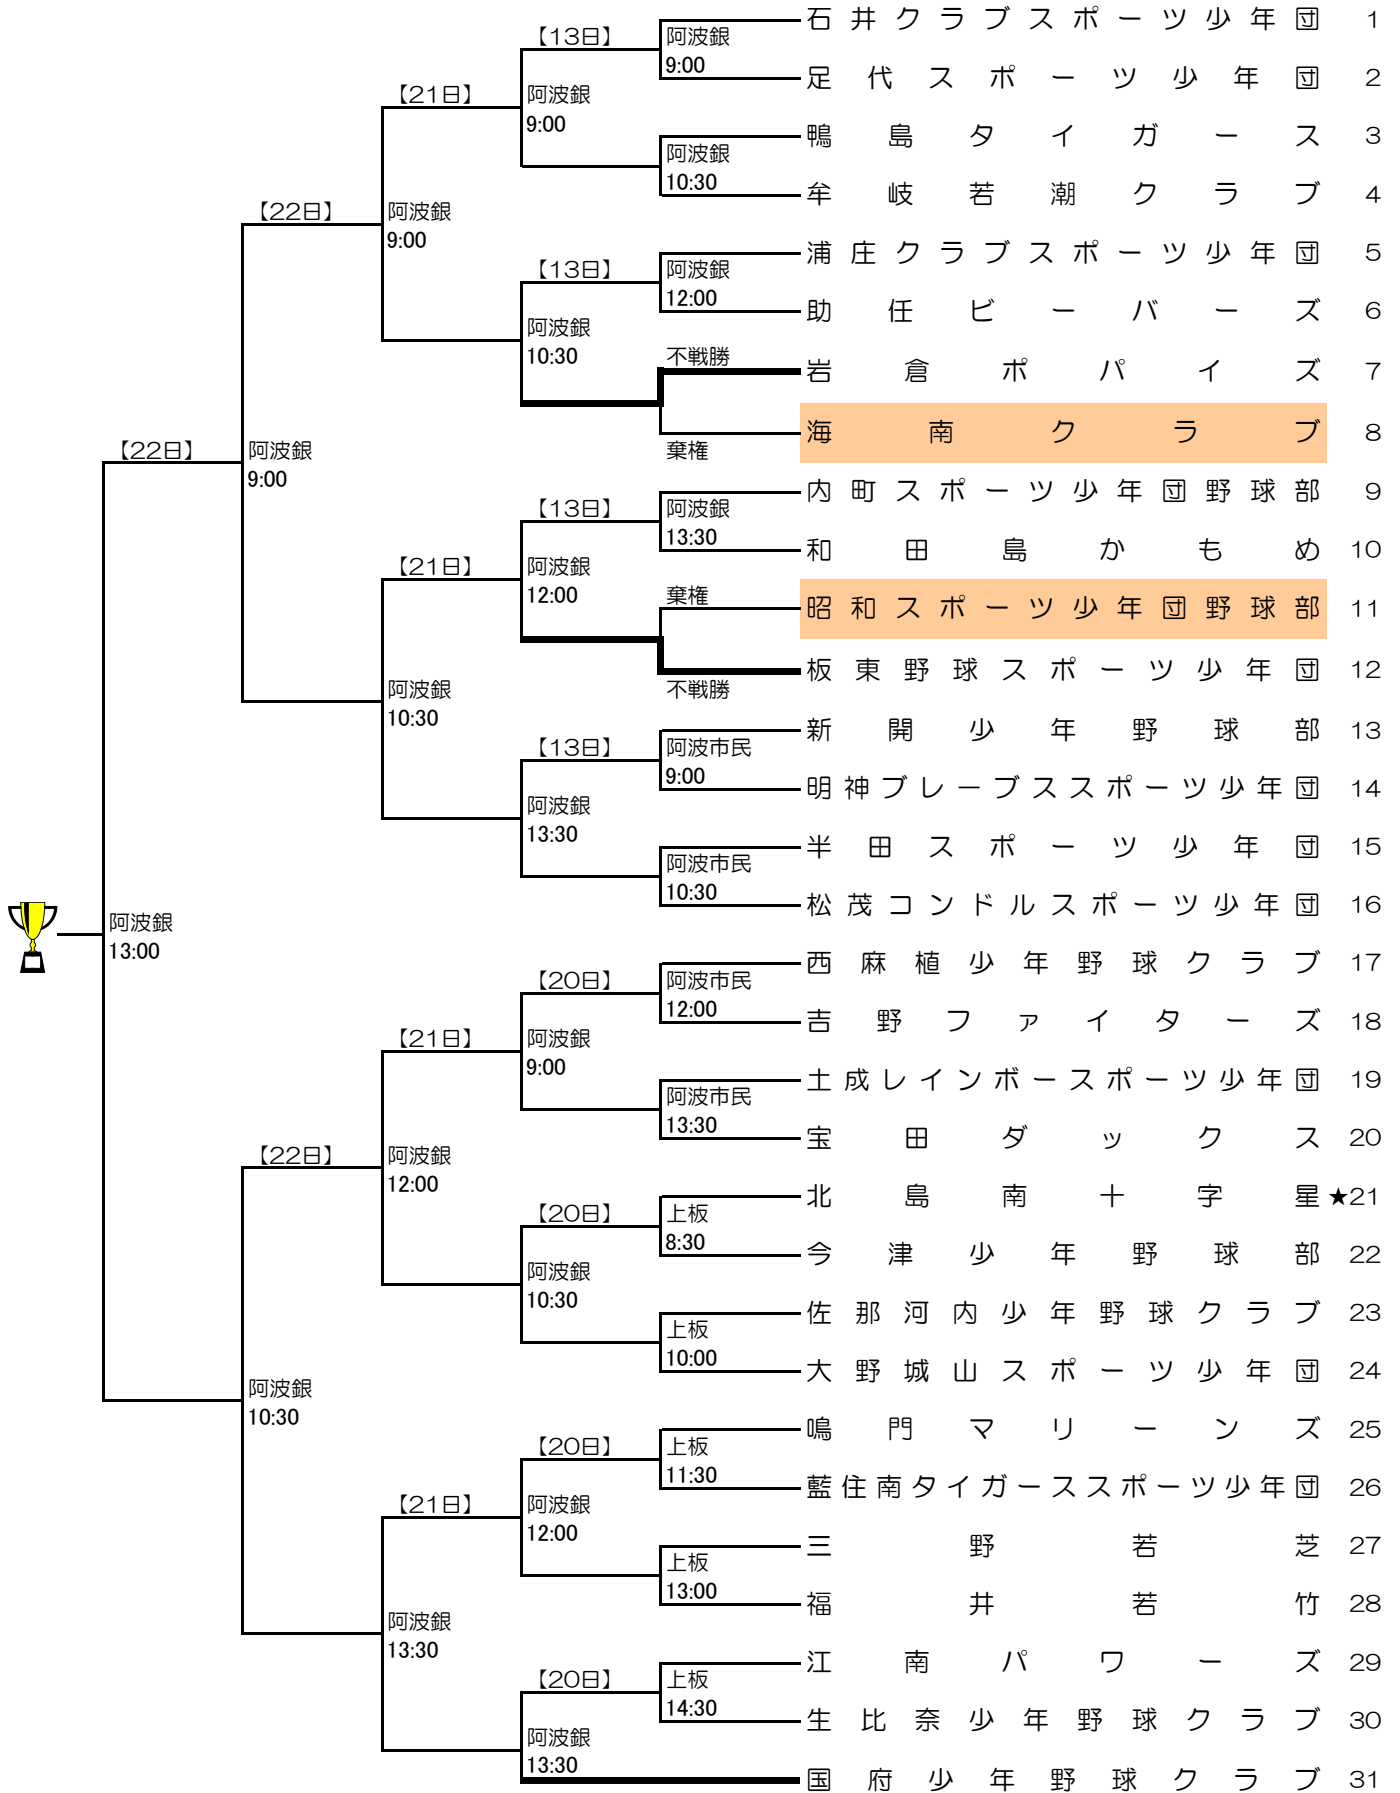 石井クラブスポーツ少年団 1
【13日】 阿波銀
9:00
足代スポーツ少年団 2
【21日】 阿波銀
9:00
鴨島タイガース 3
阿波銀
10:30
牟岐若潮クラブ 4
【22日】 阿波銀
9:00
浦庄クラブスポーツ少年団 5
【13日】 阿波銀
12:00
助任ビーバーズ 6
阿波銀
10:30
不戦勝
岩倉ポパイズ 7
海南クラブ 8
棄権
【22日】 阿波銀
9:00
内町スポーツ少年団野球部 9
【13日】 阿波銀
13:30
和田島かもめ 10
【21日】 阿波銀
12:00
棄権
昭和スポーツ少年団野球部 11
板東野球スポーツ少年団 12
不戦勝
阿波銀
10:30
新開少年野球部 13
【13日】 阿波市民
9:00
明神ブレーブススポーツ少年団 14
阿波銀
13:30
半田スポーツ少年団 15
阿波市民
10:30
松茂コンドルスポーツ少年団 16
阿波銀
13:00
西麻植少年野球クラブ 17
【20日】 阿波市民
12:00
吉野ファイターズ 18
【21日】 阿波銀
9:00
土成レインボースポーツ少年団 19
阿波市民
13:30
宝田ダックス 20
【22日】 阿波銀
12:00
北島南十字星 ★21
【20日】 上板
8:30
今津少年野球部 22
阿波銀
10:30
佐那河内少年野球クラブ 23
上板
10:00
大野城山スポーツ少年団 24
阿波銀
10:30
鳴門マリーンズ 25
【20日】 上板
11:30
藍住南タイガーススポーツ少年団 26
【21日】 阿波銀
12:00
三野若芝 27
上板
13:00
福井若竹 28
阿波銀
13:30
江南パワーズ 29
【20日】 上板
14:30
生比奈少年野球クラブ 30
阿波銀
13:30
国府少年野球クラブ 31